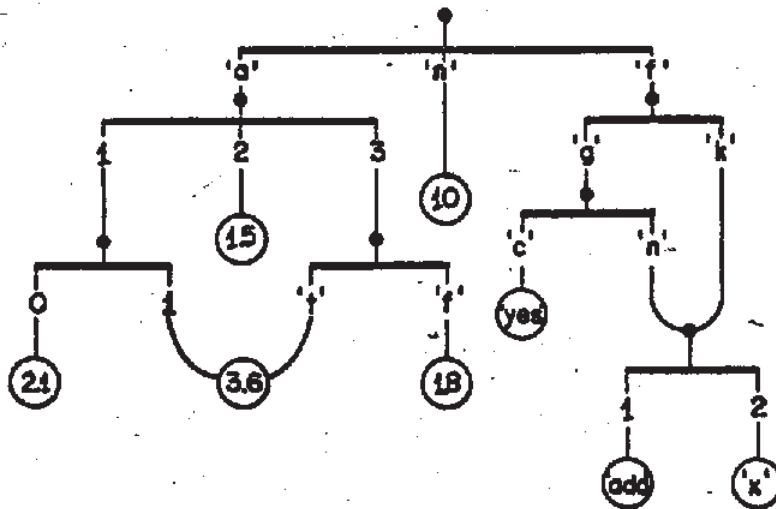 'a' 'n' 'f'
1 2 3 'g' 'k'
10
15 'c' 'n'
0 1 't' 'f'
'yes'
21 3.6 18
1 2
'add' 'x'